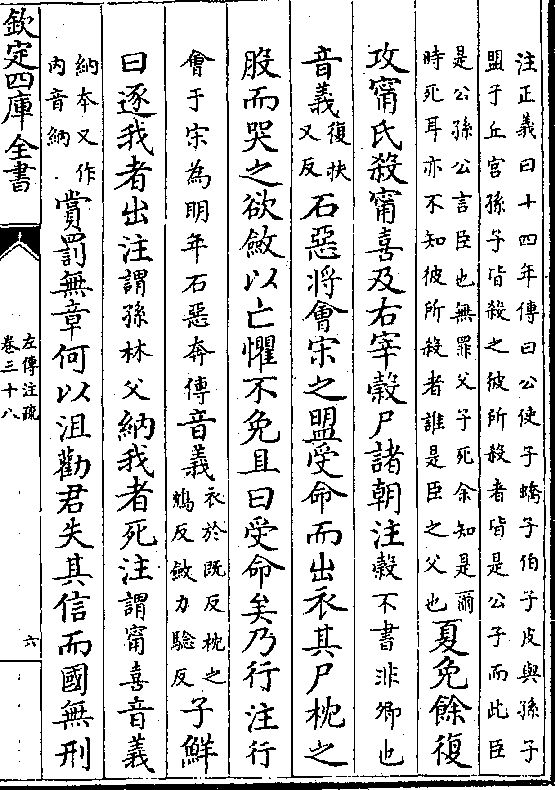 注正義曰十四年傳曰公使子蟜子伯子皮與孫子
盟于丘宮孫子皆殺之彼所殺者皆是公子而此臣
是公孫公言臣也無罪父子死余知是爾
時死耳亦不知彼所殺者誰是臣之父也
夏免餘復
攻甯氏殺甯喜及右宰穀尸諸朝注穀不書非卿也
音義復扶又反石惡將會宋之盟受命而出衣其尸枕之
股而哭之欲斂以亡懼不免且曰受命矣乃行注行
會于宋為明年石惡奔傳音義衣於既反枕之鴆反斂力驗反子鮮
曰逐我者出注謂孫林父納我者死注謂甯喜音義
納本又作內音納賞罰無章何以沮勸君失其信而國無刑
欽定四庫全書
左傳注疏
卷三十八
六